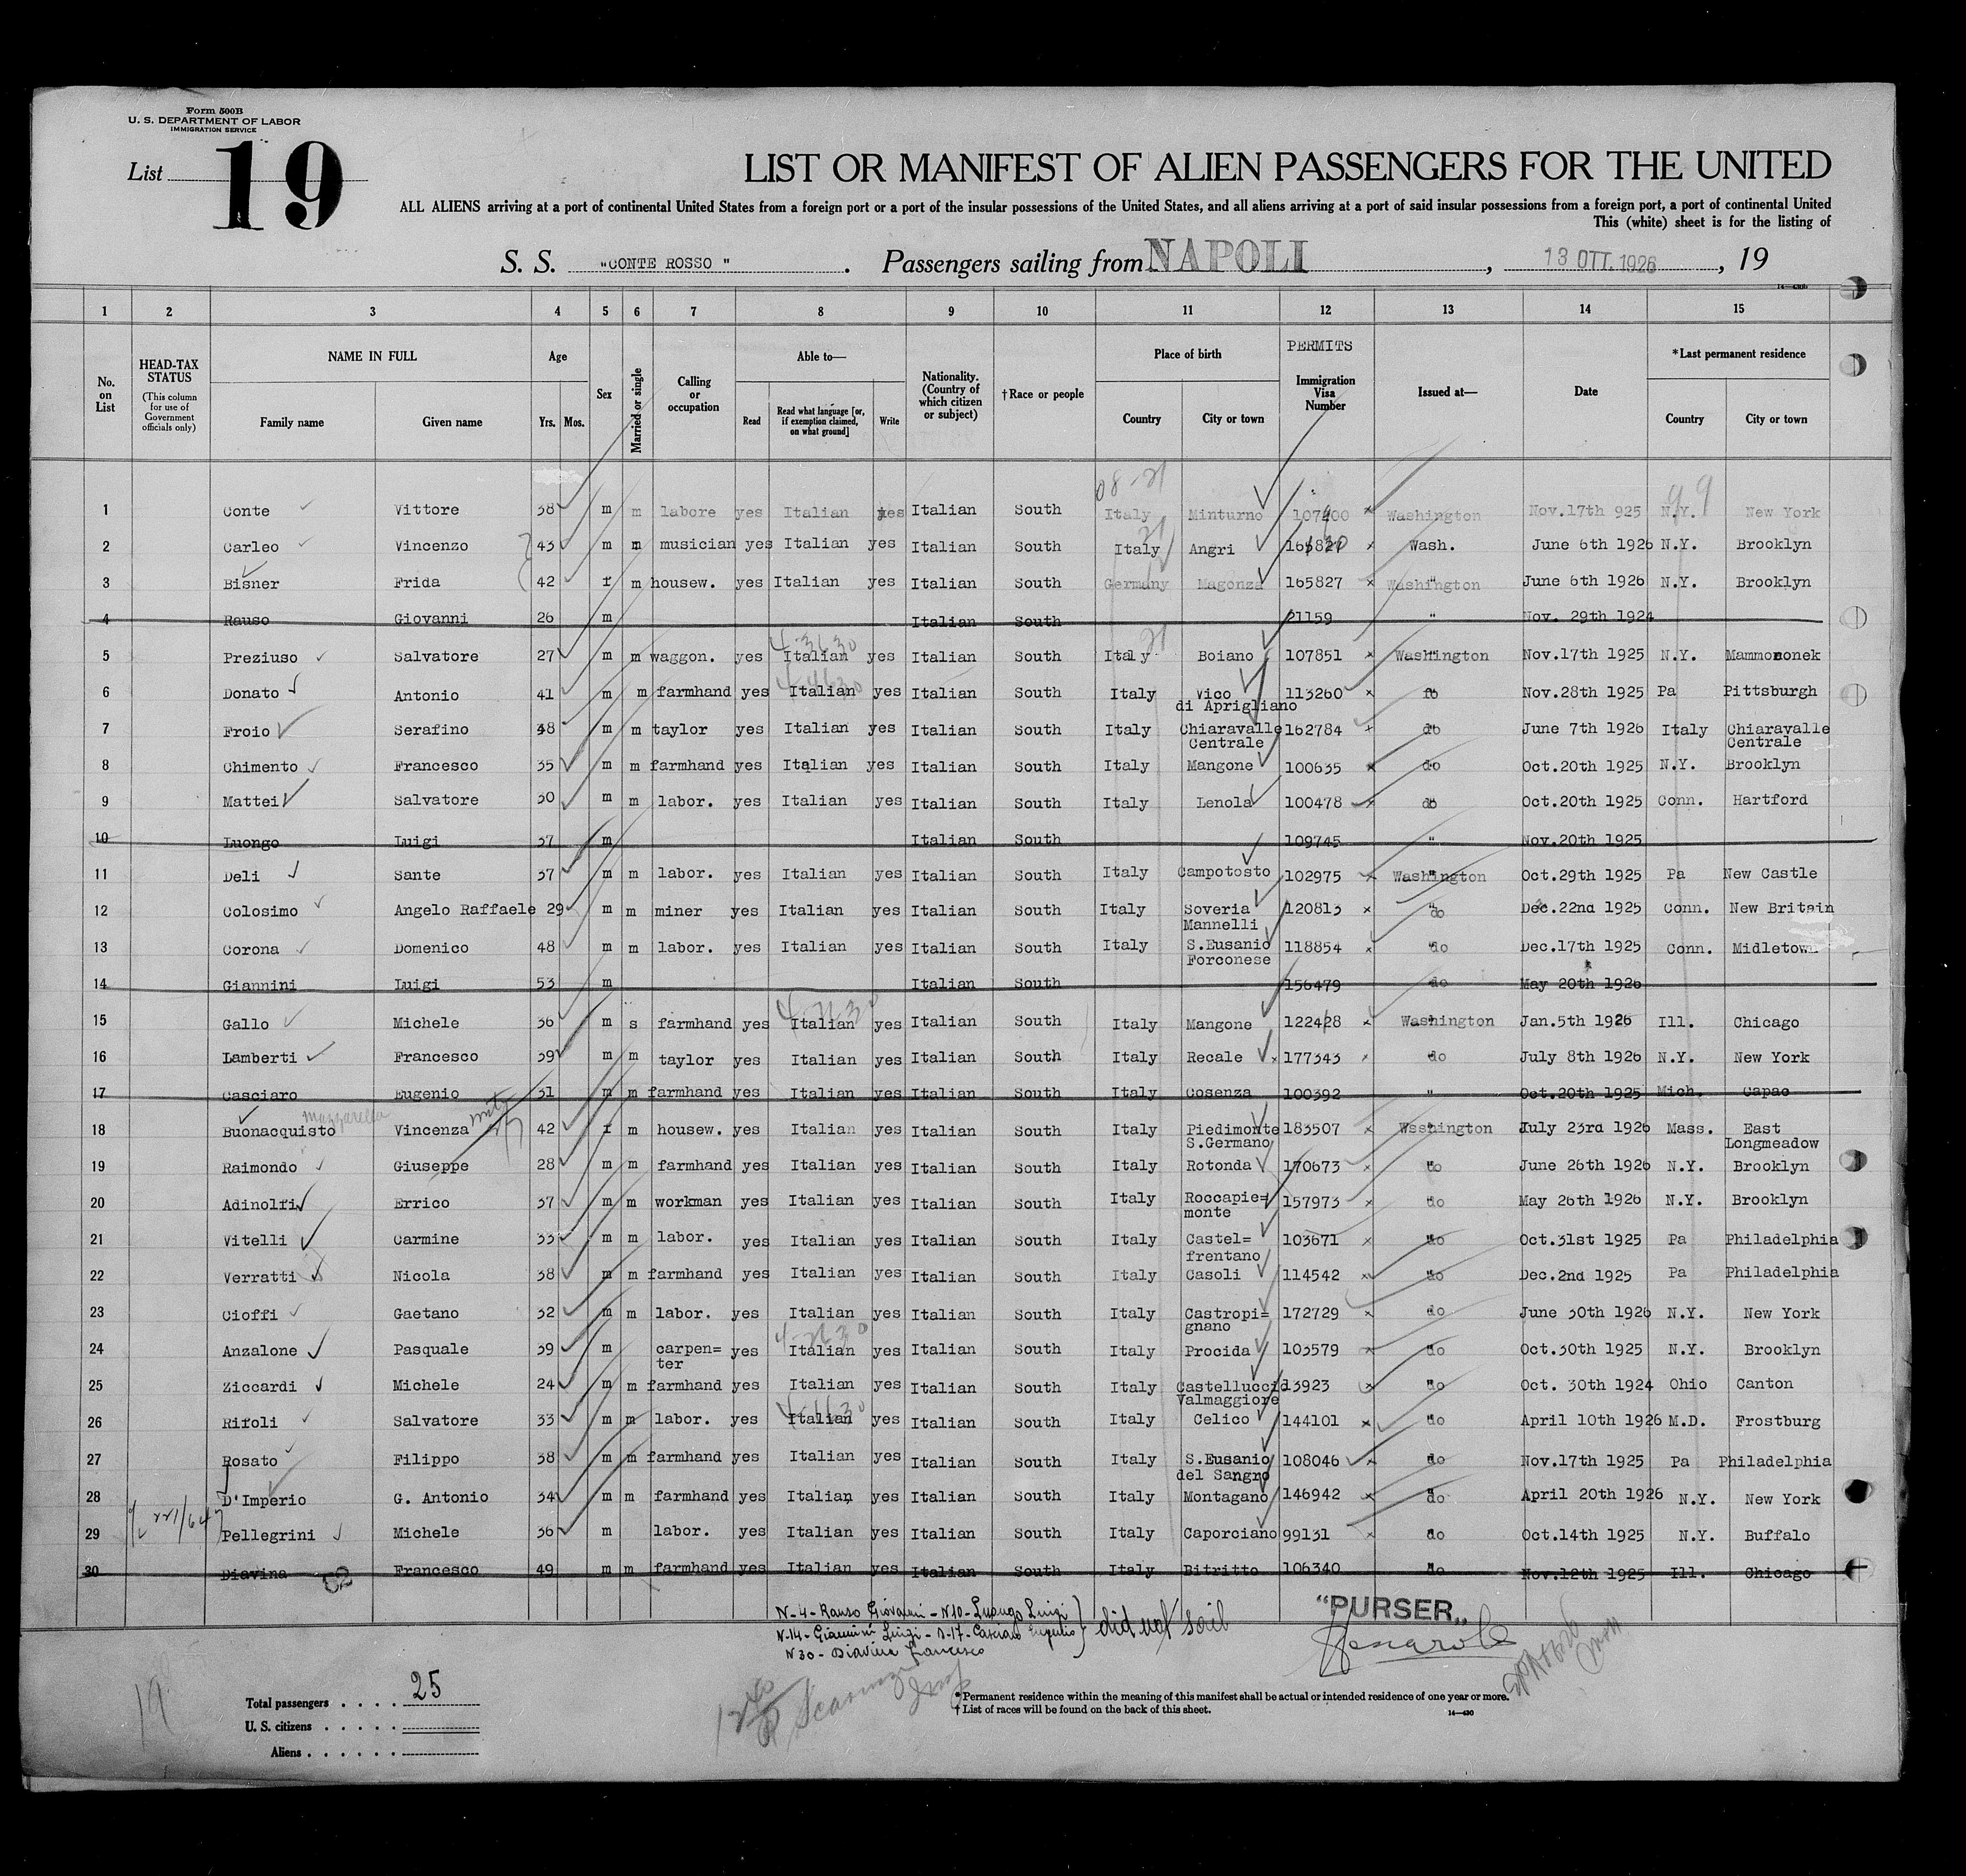 Form 500B
U. S. DEPARTMENT OF LABOR
IMMIGRATION SERVICE
List 19
LIST OR MANIFEST OF ALIEN PASSENGERS FOR THE UNITED
ALL ALIENS arriving at a port of continental United States from a foreign port or a port of the insular possessions of the United States, and all aliens arriving at a port of said insular possessions from a foreign port, a port of continental United
This (white) sheet is for the listing of
S. S. "CONTE ROSSO" . Passengers sailing from NAPOLI , 13 OTT. 1926 , 19
1 2 3 4 5 6 7 8 9 10 11 12 13 14 15
No. on List
HEAD-TAX STATUS (This column for use of Government officials only)
NAME IN FULL Family name Given name
Age Yrs. Mos.
Sex
Married or single
Calling or occupation
Able to— Read Read what language [or, if exemption claimed, on what ground] Write
Nationality. (Country of which citizen or subject)
†Race or people
Place of birth Country City or town
PERMITS
Immigration Visa Number
Issued at—
Date
*Last permanent residence Country City or town
08-21
1 Conte Vittore 38 m m labore yes Italian yes Italian South Italy Minturno Washington Nov.17th 925 N.Y. New York
2 Carleo Vincenzo 43 m m musician yes Italian yes Italian South Italy Angri Wash. June 6th 1926 N.Y. Brooklyn
3 Bisner Frida 42 f m housew. yes Italian yes Italian South Germany Magonza 165827 Washington June 6th 1926 N.Y. Brooklyn
4 Rauso Giovanni 26 m Italian South 21159 " Nov. 29th 1924
5 Preziuso Salvatore 27 m m waggon. yes Italian yes Italian South Italy Boiano 107851 Washington Nov.17th 1925 N.Y. Mammoronek
6 Donato Antonio 41 m m farmhand yes Italian yes Italian South Italy Vico di Aprigliano 113260 do Nov.28th 1925 Pa Pittsburgh
7 Froio Serafino 48 m m taylor yes Italian yes Italian South Italy Chiaravalle Centrale 162784 do June 7th 1926 Italy Chiaravalle Centrale
8 Chimento Francesco 35 m m farmhand yes Italian yes Italian South Italy Mangone 100635 do Oct.20th 1925 N.Y. Brooklyn
9 Mattei Salvatore 30 m m labor. yes Italian yes Italian South Italy Lenola 100478 do Oct.20th 1925 Conn. Hartford
10 Luongo Luigi 37 m Italian South 109745 " Nov.20th 1925
11 Deli Sante 37 m m labor. yes Italian yes Italian South Italy Campotosto 102975 Washington Oct.29th 1925 Pa New Castle
12 Colosimo Angelo Raffaele 29 m m miner yes Italian yes Italian South Italy Soveria Mannelli 120813 do Dec.22nd 1925 Conn. New Britain
13 Corona Domenico 48 m m labor. yes Italian yes Italian South Italy S.Eusanio Forconese 118854 do Dec.17th 1925 Conn. Midletown
14 Giannini Luigi 53 m Italian South 156479 do May 20th 1926
15 Gallo Michele 36 m s farmhand yes Italian yes Italian South Italy Mangone 122428 Washington Jan.5th 1926 Ill. Chicago
16 Lamberti Francesco 39 m m taylor yes Italian yes Italian South Italy Recale 177343 do July 8th 1926 N.Y. New York
17 Casciaro Eugenio 31 m m farmhand yes Italian yes Italian South Italy Cosenza 100392 " Oct.20th 1925 Mich. Capac
Mazzarella
18 Buonacquisto Vincenza 42 f m housew. yes Italian yes Italian South Italy Piedimonte S.Germano 183507 Washington July 23rd 1926 Mass. East Longmeadow
19 Raimondo Giuseppe 28 m m farmhand yes Italian yes Italian South Italy Rotonda 170673 do June 26th 1926 N.Y. Brooklyn
20 Adinolfi Errico 37 m m workman yes Italian yes Italian South Italy Roccapie= monte 157973 do May 26th 1926 N.Y. Brooklyn
21 Vitelli Carmine 33 m m labor. yes Italian yes Italian South Italy Castel= frentano 103671 do Oct.31st 1925 Pa Philadelphia
22 Verratti Nicola 38 m m farmhand yes Italian yes Italian South Italy Casoli 114542 do Dec.2nd 1925 Pa Philadelphia
23 Cioffi Gaetano 32 m m labor. yes Italian yes Italian South Italy Castropi= gnano 172729 do June 30th 1926 N.Y. New York
24 Anzalone Pasquale 39 m carpen= ter yes Italian yes Italian South Italy Procida 103579 do Oct.30th 1925 N.Y. Brooklyn
25 Ziccardi Michele 24 m m farmhand yes Italian yes Italian South Italy Castelluccio Valmaggiore 13923 do Oct. 30th 1924 Ohio Canton
26 Rifoli Salvatore 33 m m labor. yes Italian yes Italian South Italy Celico 144101 do April 10th 1926 M.D. Frostburg
27 Rosato Filippo 38 m m farmhand yes Italian yes Italian South Italy S.Eusanio del Sangro 108046 do Nov.17th 1925 Pa Philadelphia
28 D'Imperio G. Antonio 34 m m farmhand yes Italian yes Italian South Italy Montagano 146942 do April 20th 1926 N.Y. New York
29 Pellegrini Michele 36 m labor. yes Italian yes Italian South Italy Caporciano 99131 do Oct.14th 1925 N.Y. Buffalo
30 Diavina Francesco 49 m m farmhand yes Italian yes Italian South Italy Bitritto 106340 do Nov.12th 1925 Ill. Chicago
N-4-Rauso Giovanni - N10-Luongo Luigi
N-14-Giannini Luigi - N-17-Casciaro Eugenio } did not sail
N30- Diavina Francesco
"PURSER"
Total passengers . . . . 25
U. S. citizens . . . . .
Aliens . . . . . .
* Permanent residence within the meaning of this manifest shall be actual or intended residence of one year or more.
† List of races will be found on the back of this sheet.
14—430
19